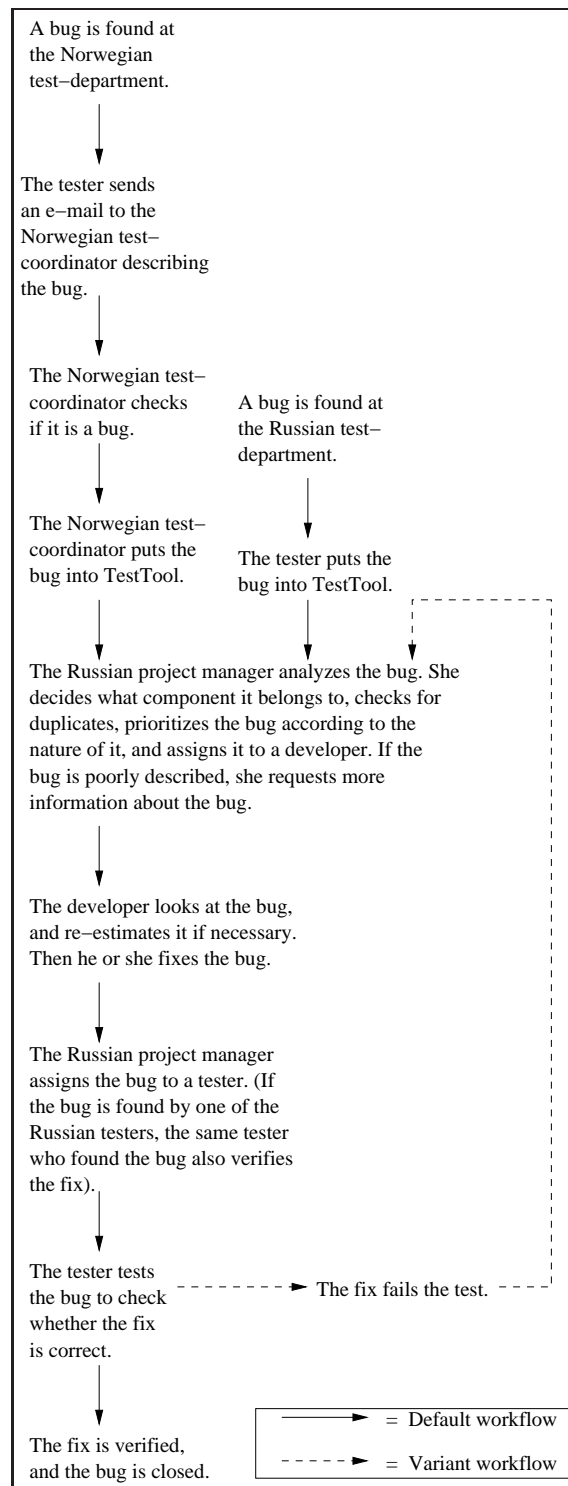 A bug is found at
the Norwegian
test–department.
The tester sends
an e–mail to the
Norwegian test–
coordinator describing
the bug.
The Norwegian test–
coordinator checks
if it is a bug.
A bug is found at
the Russian test–
department.
The Norwegian test–
coordinator puts the
bug into TestTool.
The tester puts the
bug into TestTool.
The Russian project manager analyzes the bug. She
decides what component it belongs to, checks for
duplicates, prioritizes the bug according to the
nature of it, and assigns it to a developer. If the
bug is poorly described, she requests more
information about the bug.
The developer looks at the bug,
and re–estimates it if necessary.
Then he or she fixes the bug.
The Russian project manager
assigns the bug to a tester. (If
the bug is found by one of the
Russian testers, the same tester
who found the bug also verifies
the fix).
The tester tests
the bug to check
whether the fix
is correct.
The fix fails the test.
The fix is verified,
and the bug is closed.
= Default workflow
= Variant workflow